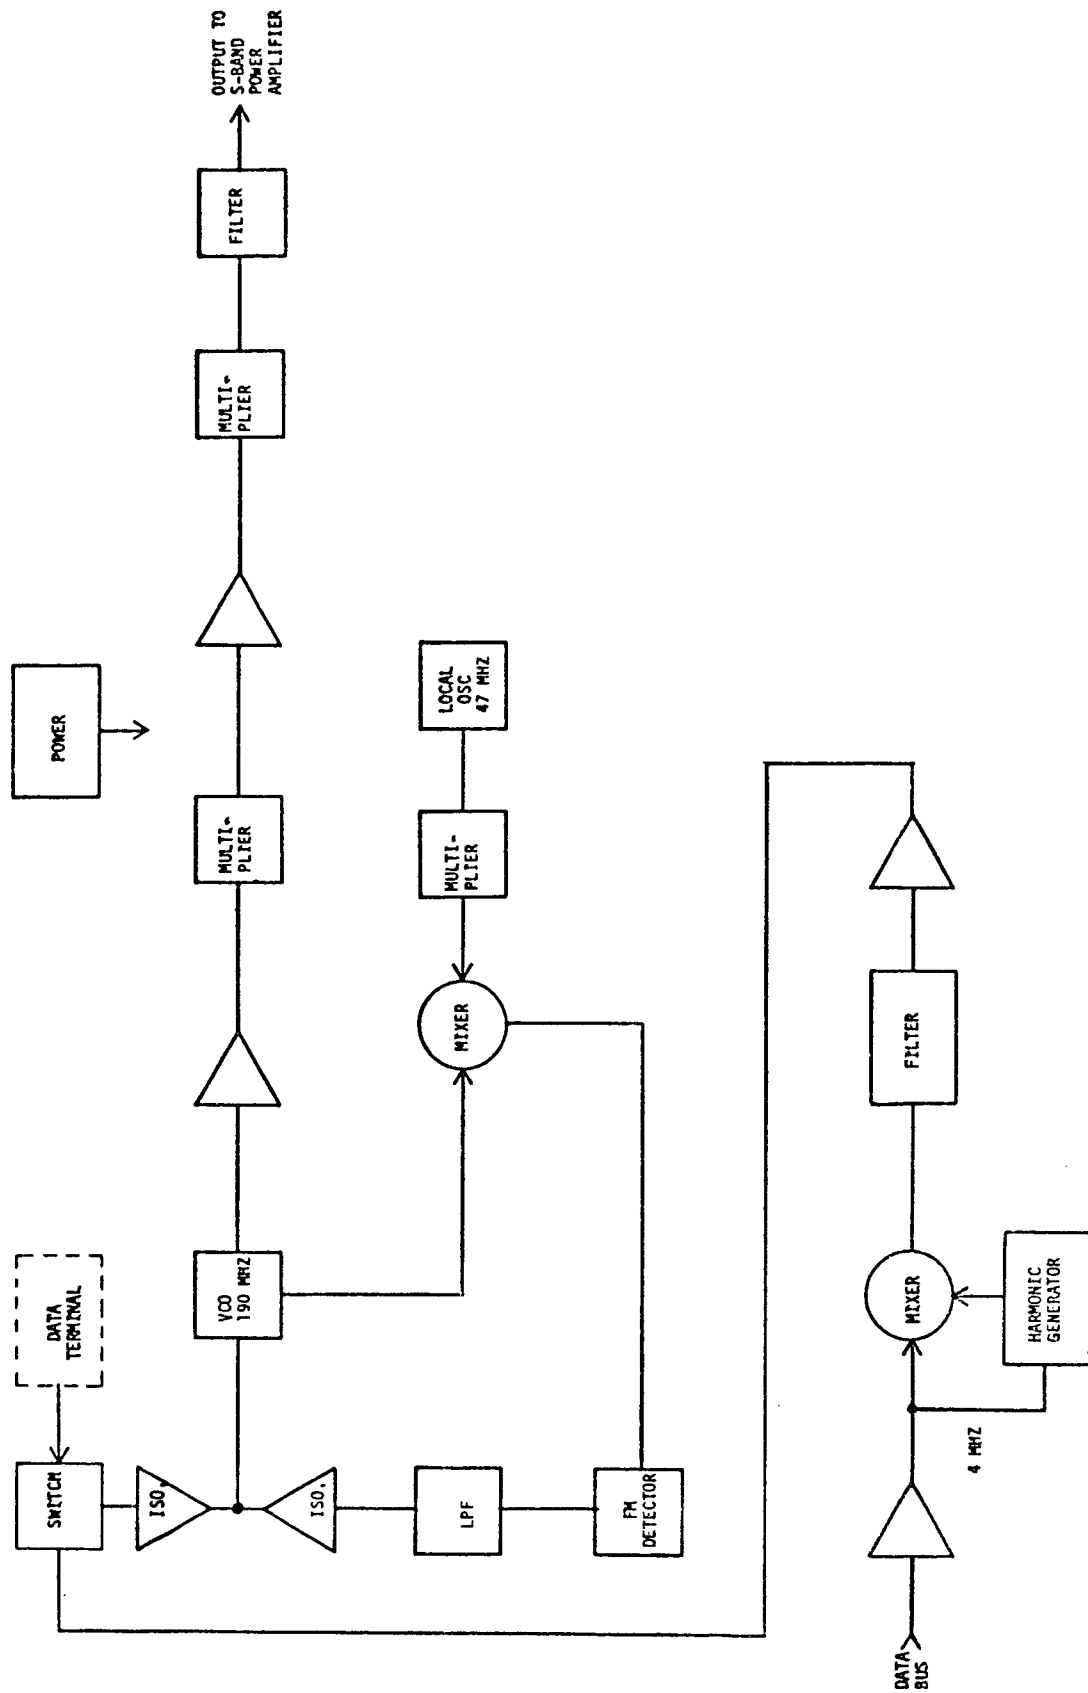 OUTPUT TO
S-BAND
POWER
AMPLIFIER
FILTER
MULTI-
PLIER
POWER
MULTI-
PLIER
LOCAL
OSC
47 MHZ
MULTI-
PLIER
MIXER
DATA
TERMINAL
VCO
190 MHZ
SWITCH
ISO.
ISO.
LPF
FM
DETECTOR
FILTER
MIXER
HARMONIC
GENERATOR
4 MHZ
DATA
BUS